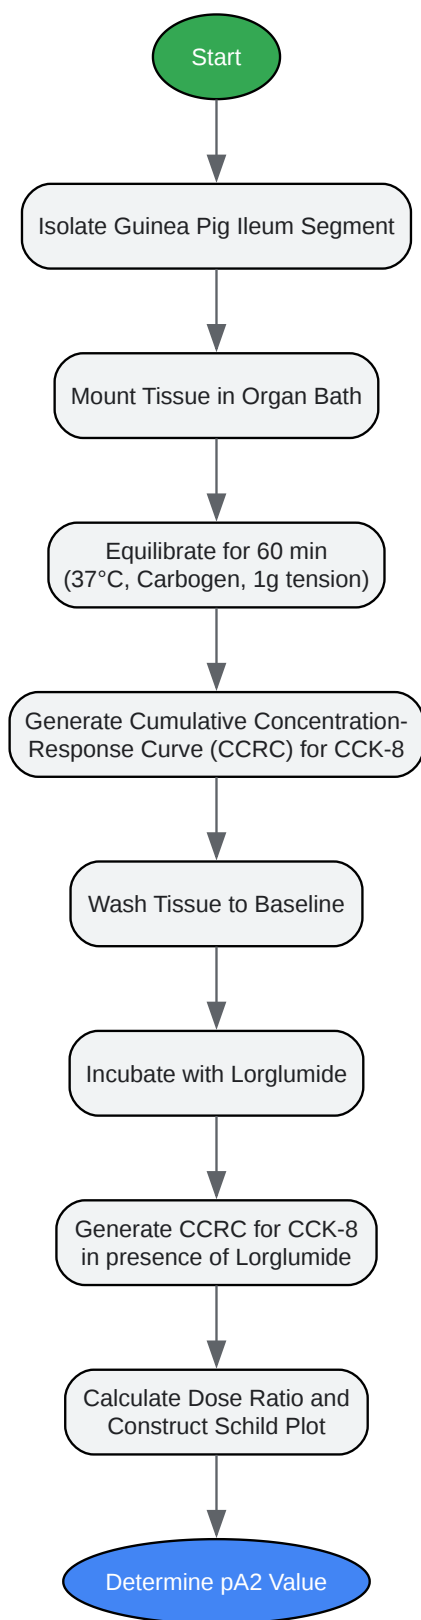 Start
Isolate Guinea Pig Ileum Segment
Mount Tissue in Organ Bath
Equilibrate for 60 min
(37°C, Carbogen, 1g tension)
Generate Cumulative Concentration-
Response Curve (CCRC) for CCK-8
Wash Tissue to Baseline
Incubate with Lorglumide
Generate CCRC for CCK-8
in presence of Lorglumide
Calculate Dose Ratio and
Construct Schild Plot
Determine pA2 Value